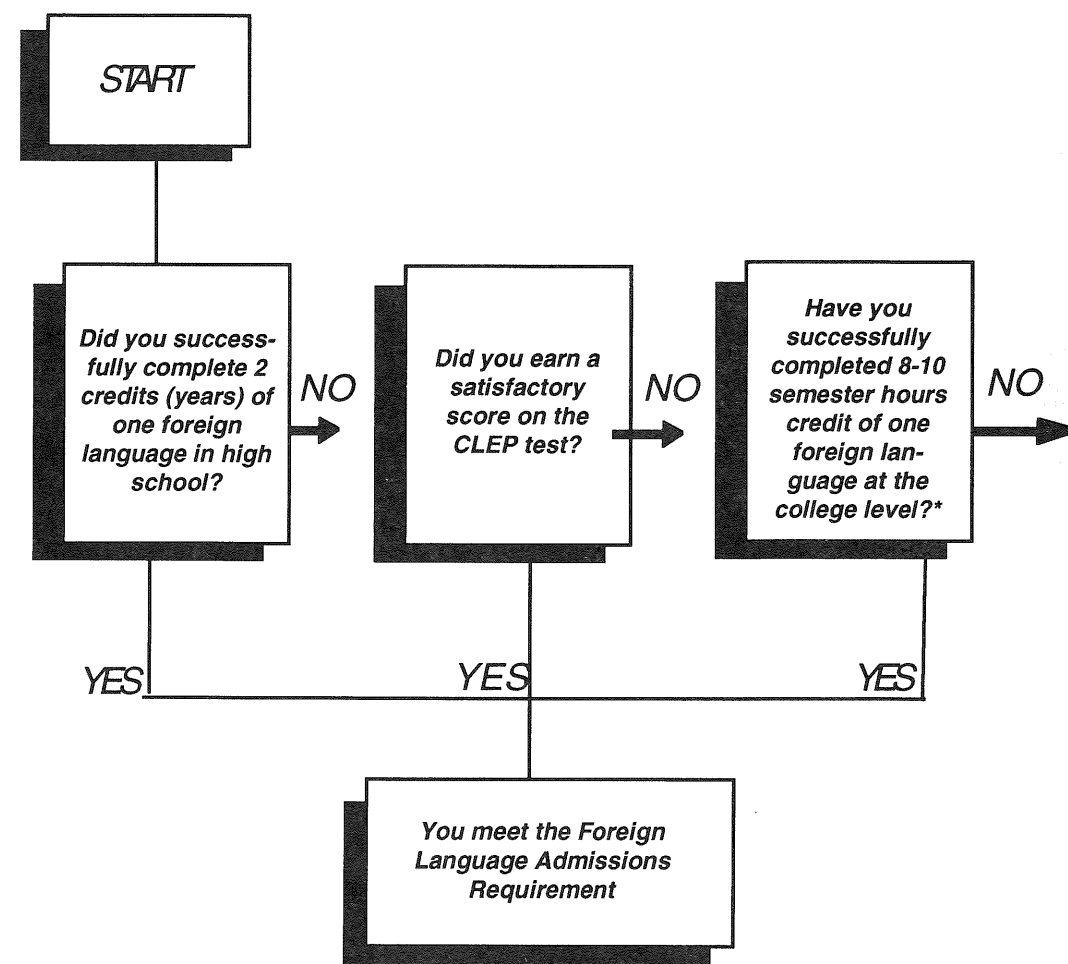 START
Did you success-
fully complete 2
credits (years) of
one foreign
language in high
school?
NO
Did you earn a
satisfactory
score on the
CLEP test?
NO
Have you
successfully
completed 8-10
semester hours
credit of one
foreign lan-
guage at the
college level?*
NO
YES
YES
YES
You meet the Foreign
Language Admissions
Requirement